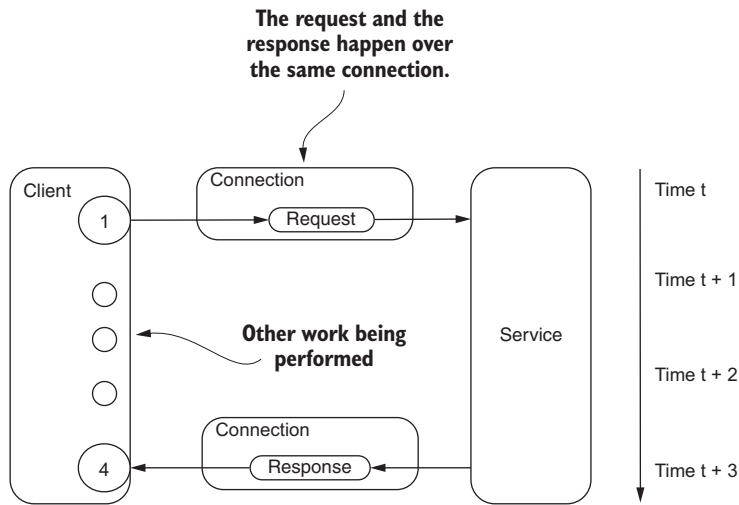 The request and the
response happen over
the same connection.
Client
Connection
Time t
1
Request
Time t + 1
Other work being
performed
Service
Time t + 2
Connection
4
Response
Time t + 3